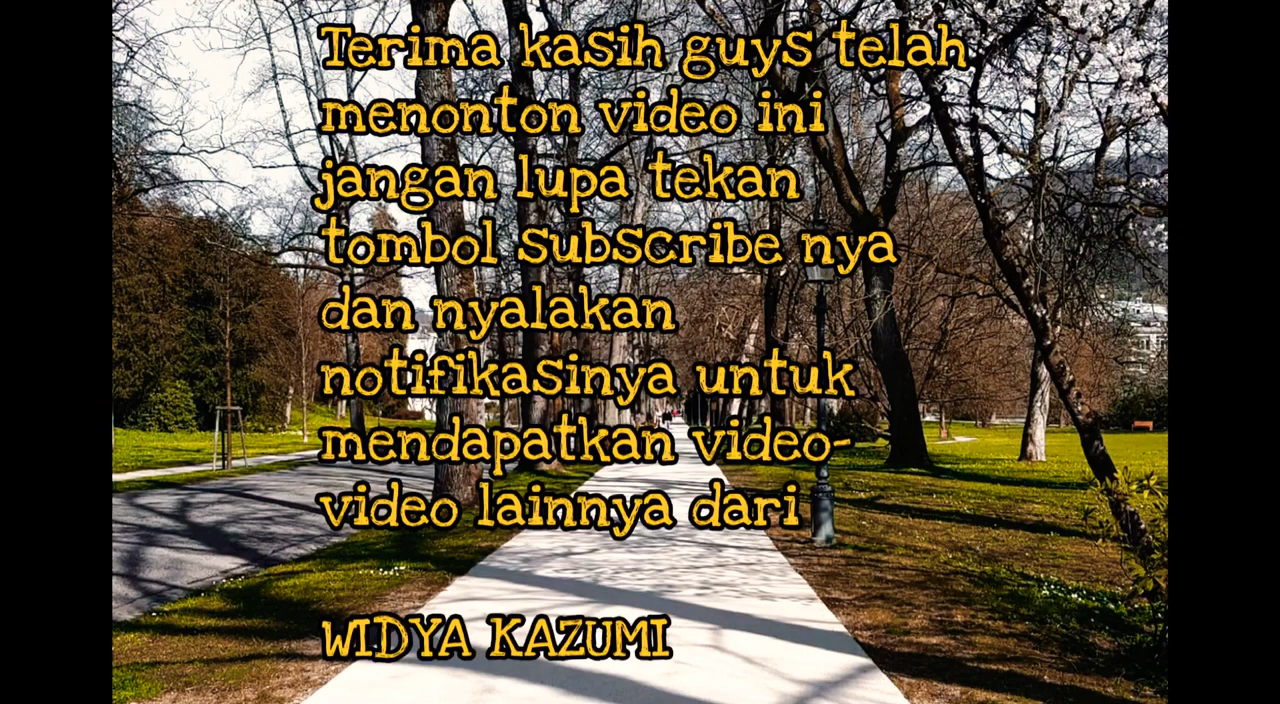 Terima kasih guys telah
menonton video ini
jangan lupa tekan
tombol subscribe nya
dan nyalakan
notifikasinya untuk
mendapatkan video-
video lainnya dari
WIDYA KAZUMI